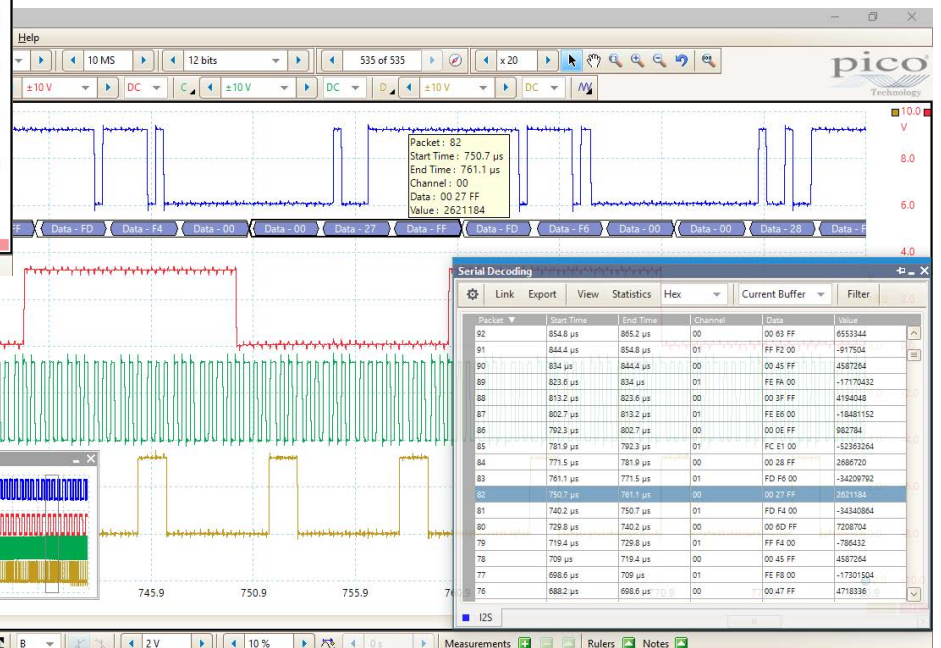 Help
10 MS 12 bits 535 of 535 x 20
pico
Technology
±10 V DC C ±10 V DC D ±10 V DC
10.0
V
8.0
6.0
4.0
Packet : 82
Start Time : 750.7 µs
End Time : 761.1 µs
Channel : 00
Data : 00 27 FF
Value : 2621184
FF Data - FD Data - F4 Data - 00 Data - 00 Data - 27 Data - FF Data - FD Data - F6 Data - 00 Data - 00 Data - 28 Data - F
Serial Decoding
Link Export View Statistics Hex Current Buffer Filter
Packet Start Time End Time Channel Data Value
92 854.8 µs 865.2 µs 00 00 63 FF 6553344
91 844.4 µs 854.8 µs 01 FF F2 00 -917504
90 834 µs 844.4 µs 00 00 45 FF 4587264
89 823.6 µs 834 µs 01 FE FA 00 -17170432
88 813.2 µs 823.6 µs 00 00 3F FF 4194048
87 802.7 µs 813.2 µs 01 FE E6 00 -18481152
86 792.3 µs 802.7 µs 00 00 0E FF 982784
85 781.9 µs 792.3 µs 01 FC E1 00 -52363264
84 771.5 µs 781.9 µs 00 00 28 FF 2686720
83 761.1 µs 771.5 µs 01 FD F6 00 -34209792
82 750.7 µs 761.1 µs 00 00 27 FF 2621184
81 740.2 µs 750.7 µs 01 FD F4 00 -34340864
80 729.8 µs 740.2 µs 00 00 6D FF 7208704
79 719.4 µs 729.8 µs 01 FF F4 00 -786432
78 709 µs 719.4 µs 00 00 45 FF 4587264
77 698.6 µs 709 µs 01 FE F8 00 -17301504
76 688.2 µs 698.6 µs 00 00 47 FF 4718336
745.9 750.9 755.9
I2S
B 2 V 10 % 0 s Measurements Rulers Notes